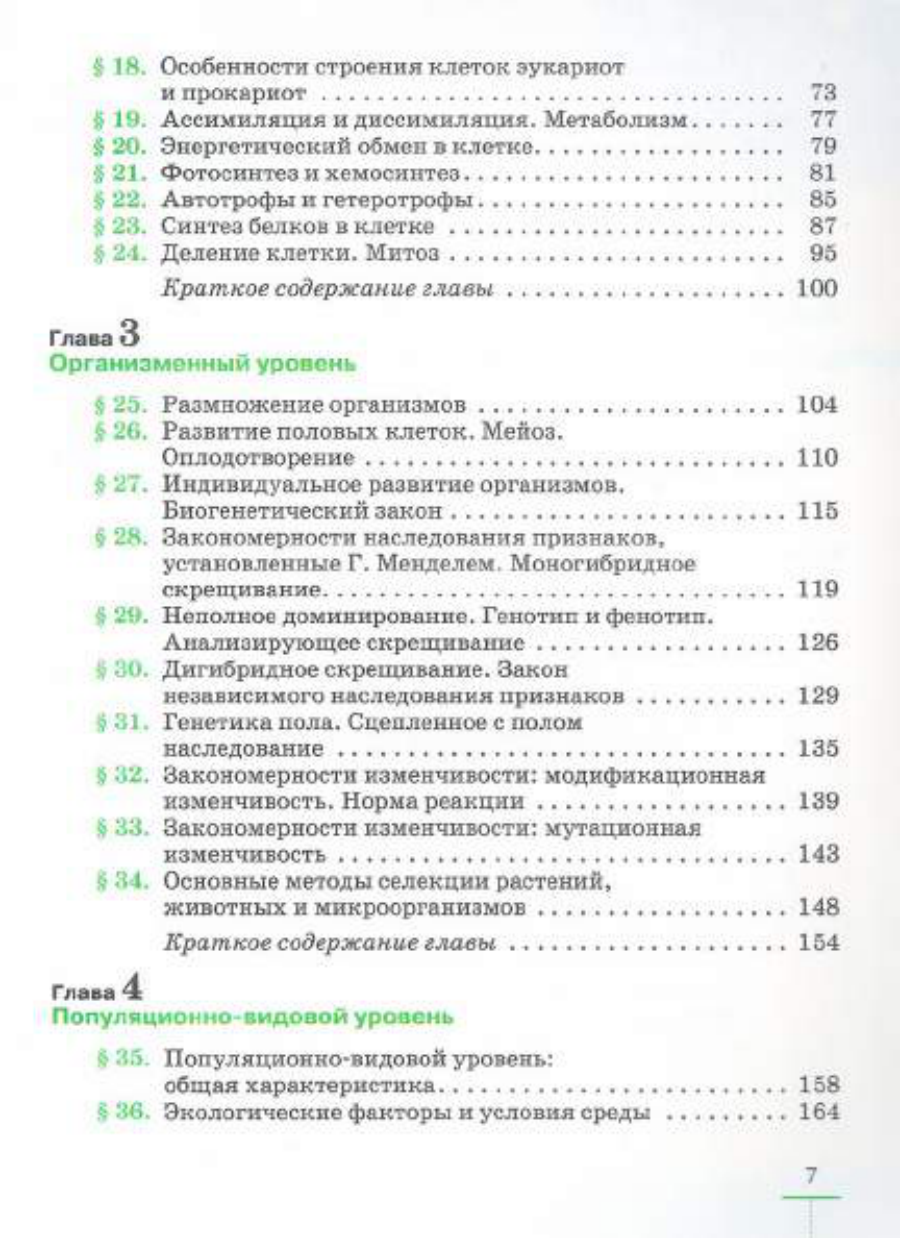 § 18. Особенности строения клеток эукариот
и прокариот . . . . . . . . . . . . . . . . . . . . . . . . . . . . . . . . . . . . . . . 73
§ 19. Ассимиляция и диссимиляция. Метаболизм. . . . . . . . 77
§ 20. Энергетический обмен в клетке. . . . . . . . . . . . . . . . . . . . . 79
§ 21. Фотосинтез и хемосинтез. . . . . . . . . . . . . . . . . . . . . . . . . . . 81
§ 22. Автотрофы и гетеротрофы. . . . . . . . . . . . . . . . . . . . . . . . . . 85
§ 23. Синтез белков в клетке . . . . . . . . . . . . . . . . . . . . . . . . . . . . 87
§ 24. Деление клетки. Митоз . . . . . . . . . . . . . . . . . . . . . . . . . . . . 95
Краткое содержание главы . . . . . . . . . . . . . . . . . . . . . . . . 100
Глава 3
Организменный уровень
§ 25. Размножение организмов . . . . . . . . . . . . . . . . . . . . . . . . . . 104
§ 26. Развитие половых клеток. Мейоз.
Оплодотворение . . . . . . . . . . . . . . . . . . . . . . . . . . . . . . . . . . . . 110
§ 27. Индивидуальное развитие организмов.
Биогенетический закон . . . . . . . . . . . . . . . . . . . . . . . . . . . . 115
§ 28. Закономерности наследования признаков,
установленные Г. Менделем. Моногибридное
скрещивание. . . . . . . . . . . . . . . . . . . . . . . . . . . . . . . . . . . . . . . 119
§ 29. Неполное доминирование. Генотип и фенотип.
Анализирующее скрещивание . . . . . . . . . . . . . . . . . . . . . 126
§ 30. Дигибридное скрещивание. Закон
независимого наследования признаков . . . . . . . . . . . . . 129
§ 31. Генетика пола. Сцепленное с полом
наследование . . . . . . . . . . . . . . . . . . . . . . . . . . . . . . . . . . . . . . 135
§ 32. Закономерности изменчивости: модификационная
изменчивость. Норма реакции . . . . . . . . . . . . . . . . . . . . . 139
§ 33. Закономерности изменчивости: мутационная
изменчивость . . . . . . . . . . . . . . . . . . . . . . . . . . . . . . . . . . . . . . 143
§ 34. Основные методы селекции растений,
животных и микроорганизмов . . . . . . . . . . . . . . . . . . . . . 148
Краткое содержание главы . . . . . . . . . . . . . . . . . . . . . . . . 154
Глава 4
Популяционно-видовой уровень
§ 35. Популяционно-видовой уровень:
общая характеристика. . . . . . . . . . . . . . . . . . . . . . . . . . . . . . 158
§ 36. Экологические факторы и условия среды . . . . . . . . . . 164
7